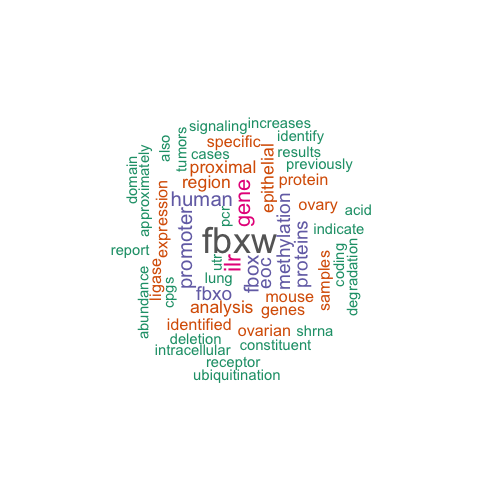 signaling
increases
identify
tumors
also
specific
cases
results
previously
proximal
epithelial
protein
domain
approximately
region
gene
human
expression
promoter
pcr
methylation
proteins
ovary
acid
fbxw
indicate
report
utr
ilr
fbox
eoc
samples
coding
degradation
ligase
cpgs
lung
abundance
fbxo
mouse
analysis
genes
identified
ovarian
shrna
deletion
constituent
intracellular
receptor
ubiquitination